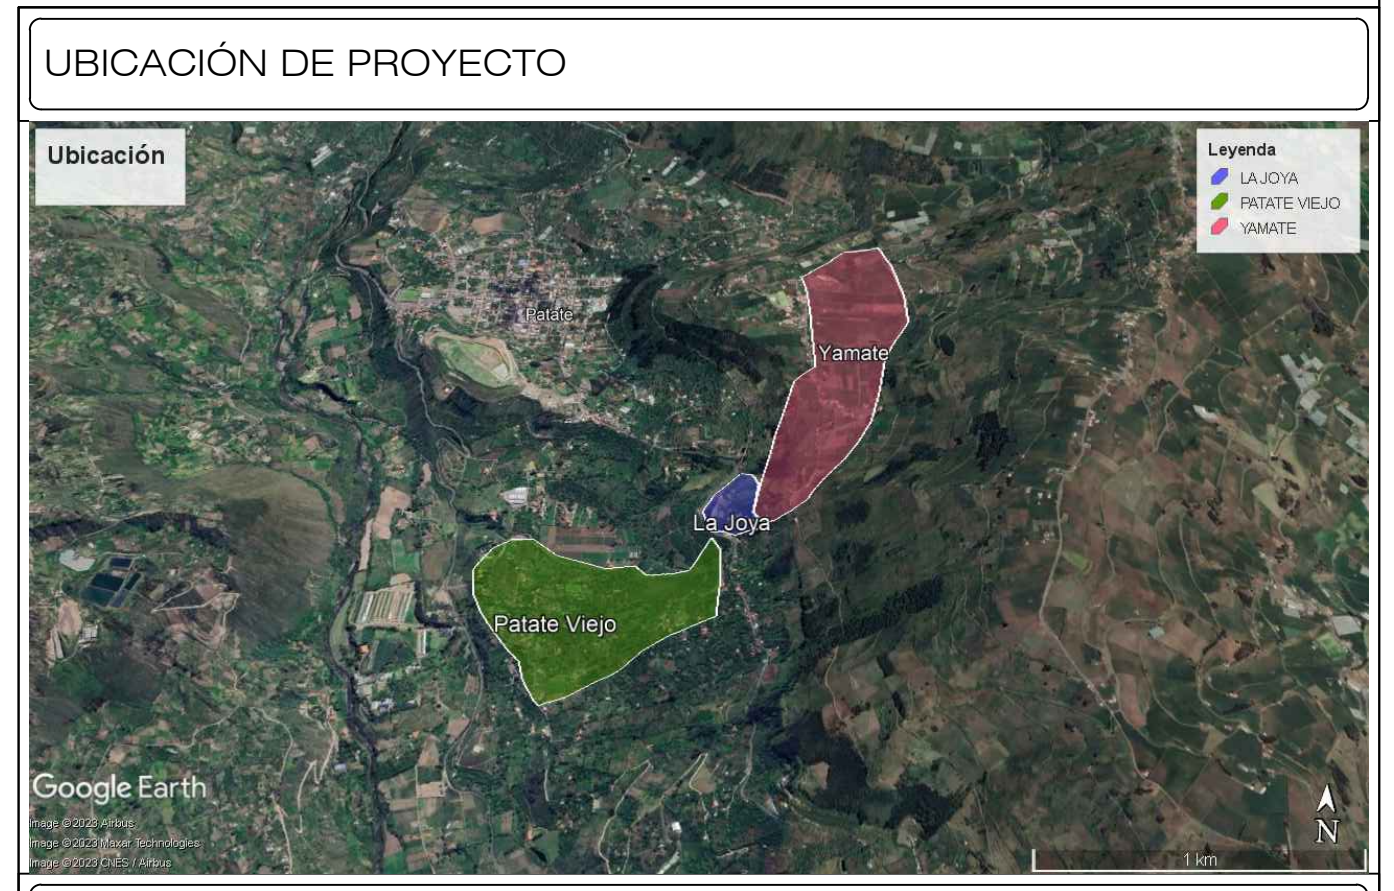 UBICACIÓN DE PROYECTO
Ubicación
Leyenda
LA JOYA
PATATE VIEJO
YAMATE
Patate
Yamate
La Joya
Patate Viejo
Google Earth
Image © 2023 Airbus
Image © 2023 Maxar Technologies
Image © 2023 CNES / Airbus
N
1 km